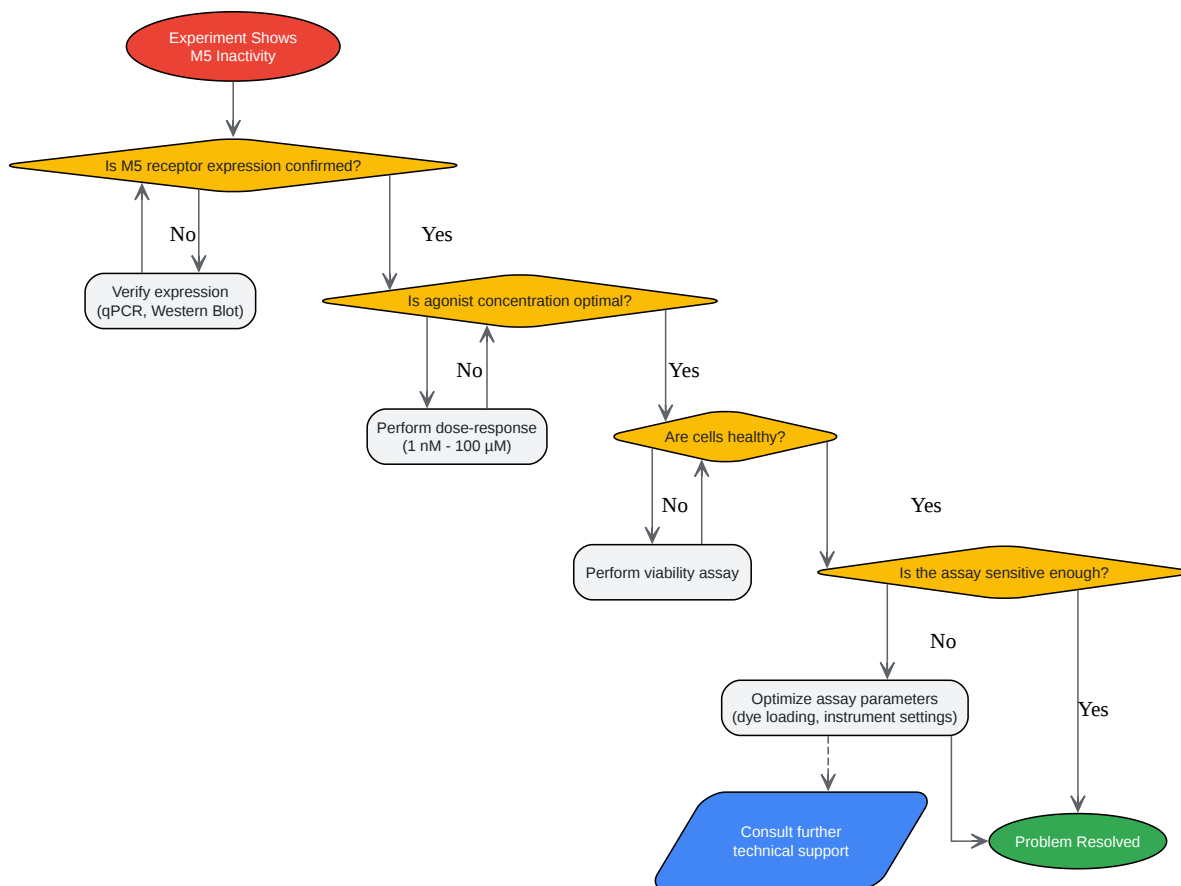 Experiment Shows
M5 Inactivity
Is M5 receptor expression confirmed?
No
Yes
Verify expression
(qPCR, Western Blot)
Is agonist concentration optimal?
No
Yes
Perform dose-response
(1 nM - 100 µM)
Are cells healthy?
No
Yes
Perform viability assay
Is the assay sensitive enough?
No
Optimize assay parameters
(dye loading, instrument settings)
Yes
Consult further
technical support
Problem Resolved